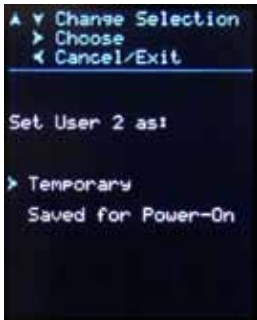 ▲ ▼ Change Selection
➤ Choose
◄ Cancel/Exit
Set User 2 as:
➤ Temporary
Saved for Power-On